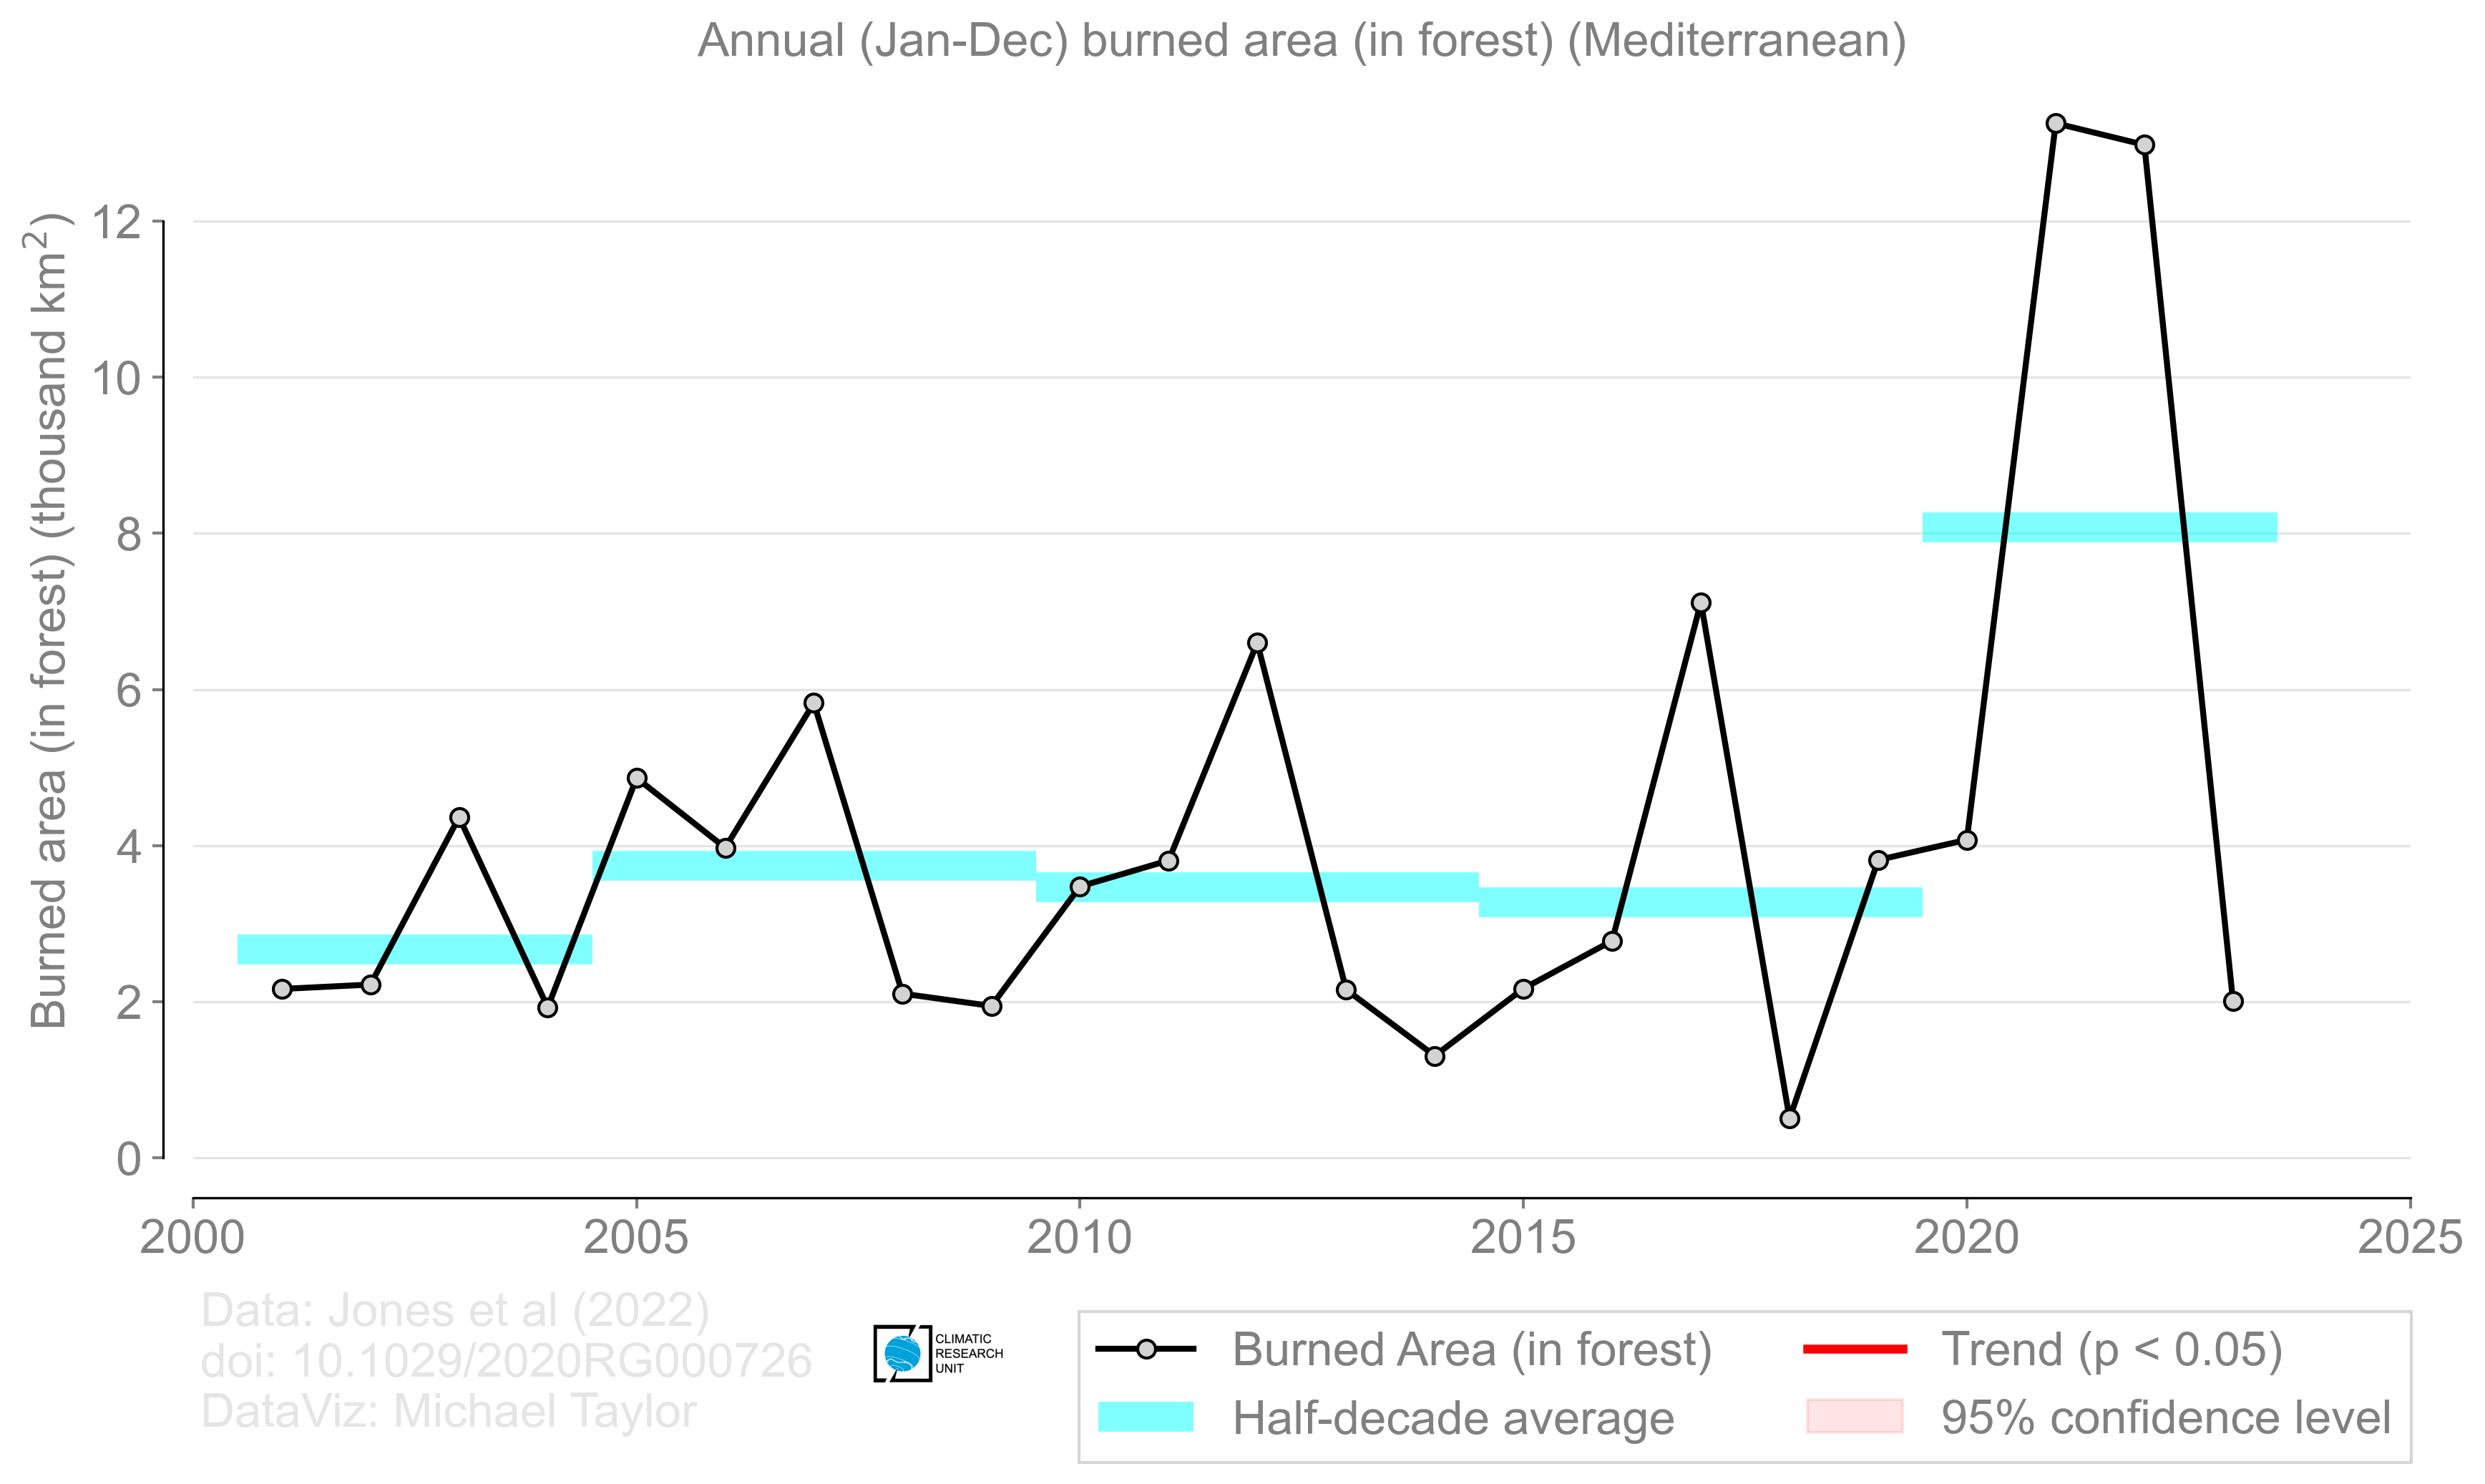 Annual (Jan-Dec) burned area (in forest) (Mediterranean)
Burned area (in forest) (thousand km²)
12
10
8
6
4
2
0
2000 2005 2010 2015 2020 2025
Data: Jones et al (2022)
doi: 10.1029/2020RG000726
DataViz: Michael Taylor
CLIMATIC
RESEARCH
UNIT
Burned Area (in forest)
Half-decade average
Trend (p < 0.05)
95% confidence level